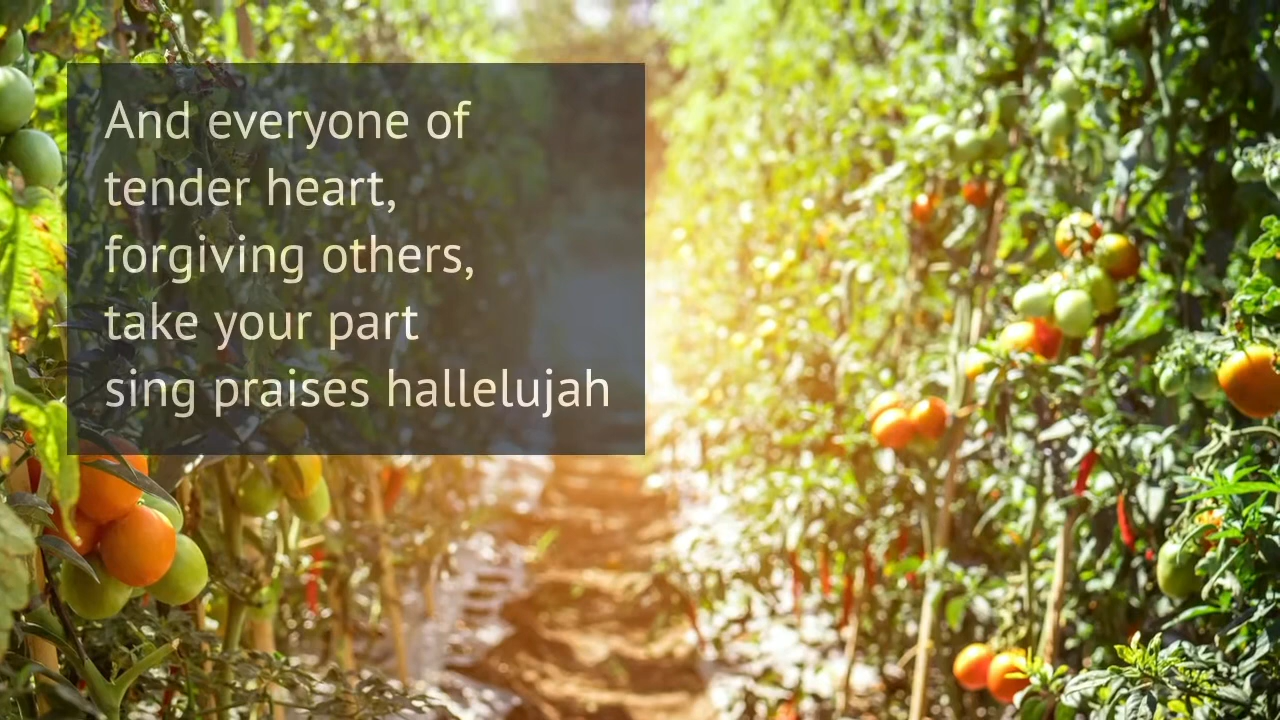 And everyone of
tender heart,
forgiving others,
take your part
sing praises hallelujah